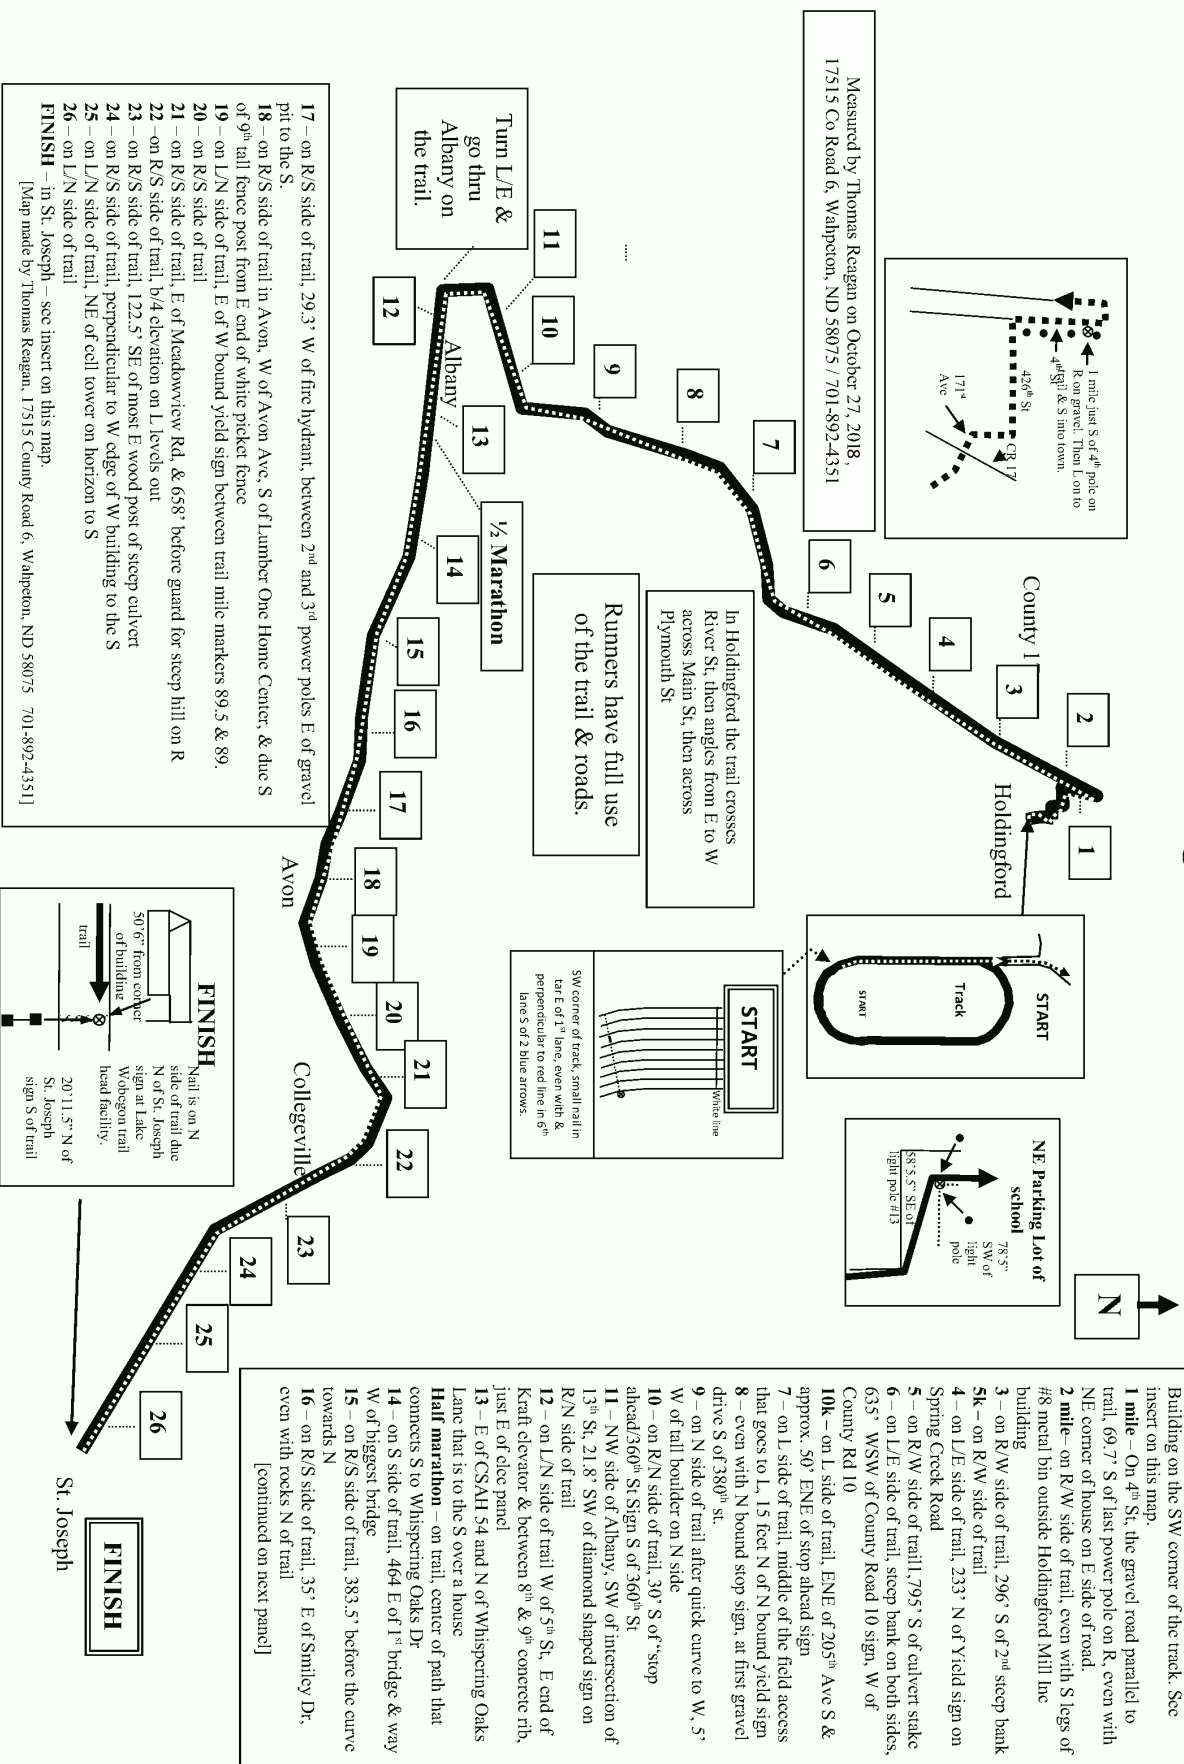 Building on the SW corner of the track. See
insert on this map.
1 mile – On 4th St, the gravel road parallel to
trail, 69.7' S of last power pole on R, even with
NE corner of house on E side of road.
2 mile– on R/W side of trail, even with S legs of
#8 metal bin outside Holdingford Mill Inc
building
3 – on R/W side of trail, 296' S of 2nd steep bank
5k – on R/W side of trail
4 – on L/E side of trail, 233' N of Yield sign on
Spring Creek Road
5 – on R/W side of trail1,795' S of culvert stake
6 – on L/E side of trail, steep bank on both sides,
635' WSW of County Road 10 sign, W of
County Rd 10
10k – on L side of trail, ENE of 205th Ave S &
approx. 50' ENE of stop ahead sign
7 – on L side of trail, middle of the field access
that goes to L, 15 feet N of N bound yield sign
8 – even with N bound stop sign, at first gravel
drive S of 380th st.
9 – on N side of trail after quick curve to W, 5'
W of tall boulder on N side
10 – on R/N side of trail, 30' S of "stop
ahead/360th St Sign S of 360th St
11 – NW side of Albany, SW of intersection of
13th St, 21.8' SW of diamond shaped sign on
R/N side of trail
12 – on L/N side of trail W of 5th St, E end of
Kraft elevator & between 8th & 9th concrete rib,
just E of elec panel
13 – E of CSAH 54 and N of Whispering Oaks
Lane that is to the S over a house
Half marathon – on trail, center of path that
connects S to Whispering Oaks Dr
14 – on S side of trail, 464 E of 1st bridge & way
W of biggest bridge
15 – on R/S side of trail, 383.5' before the curve
towards N
16 – on R/S side of trail, 35' E of Smiley Dr,
even with rocks N of trail
[continued on next panel]
N
NE Parking Lot of
school
78'5"
SW of
light
pole
58'5.5" SE of
light pole #13
START
Track
START
START
White line
SW corner of track, small nail in
tar E of 1st lane, even with &
perpendicular to red line in 6th
lane S of 2 blue arrows.
1 mile just S of 4th pole on
R on gravel. Then L on to
trail & S into town.
4th
St
426th St
CR 17
171st
Ave
Measured by Thomas Reagan on October 27, 2018,
17515 Co Road 6, Wahpeton, ND 58075 / 701-892-4351
In Holdingford the trail crosses
River St, then angles from E to W
across Main St, then across
Plymouth St
Runners have full use
of the trail & roads.
County 1
Holdingford
1
2
3
4
5
6
7
8
9
10
11
Turn L/E &
go thru
Albany on
the trail.
12
Albany
13
½ Marathon
14
15
16
17
18
Avon
19
20
21
Collegeville
22
23
24
25
26
St. Joseph
FINISH
17 – on R/S side of trail, 29.3' W of fire hydrant, between 2nd and 3rd power poles E of gravel
pit to the S.
18 – on R/S side of trail in Avon, W of Avon Ave, S of Lumber One Home Center, & due S
of 9th tall fence post from E end of white picket fence
19 – on L/N side of trail, E of W bound yield sign between trail mile markers 89.5 & 89.
20 – on R/S side of trail
21 – on R/S side of trail, E of Meadowview Rd, & 658' before guard for steep hill on R
22 –on R/S side of trail, b/4 elevation on L levels out
23 – on R/S side of trail, 122.5' SE of most E wood post of steep culvert
24 – on R/S side of trail, perpendicular to W edge of W building to the S
25 – on L/N side of trail, NE of cell tower on horizon to S
26 – on L/N side of trail
FINISH – in St. Joseph – see insert on this map.
[Map made by Thomas Reagan, 17515 County Road 6, Wahpeton, ND 58075 701-892-4351]
FINISH
50'6" from corner
of building
trail
Nail is on N
side of trail due
N of St. Joseph
sign at Lake
Wobegon trail
head facility.
20'11.5" N of
St. Joseph
sign S of trail